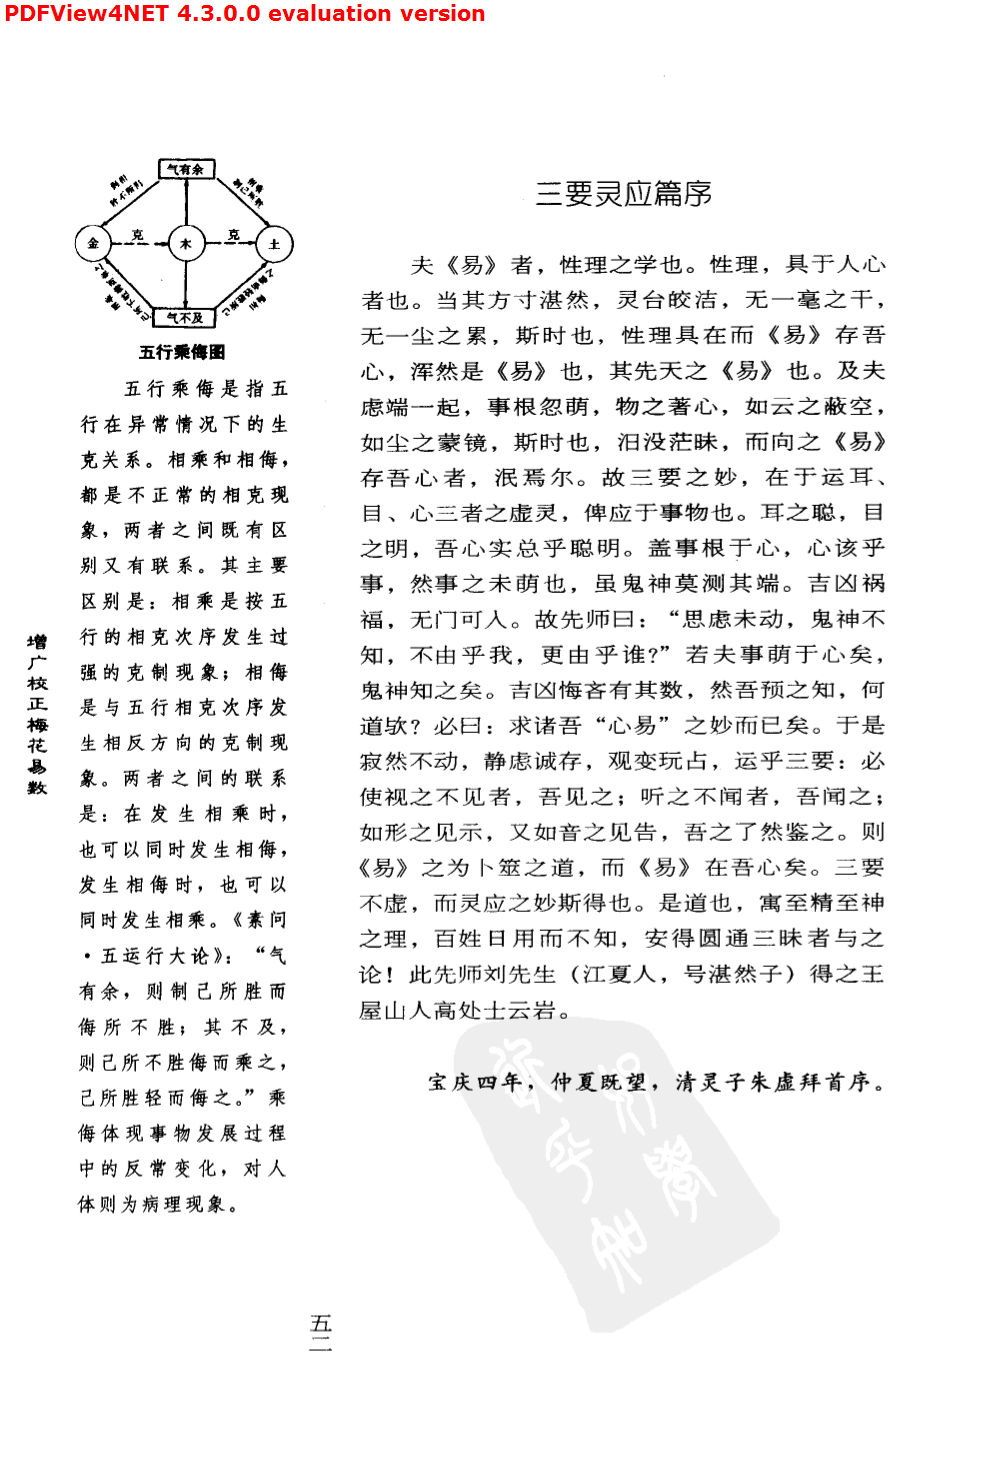 PDFView4NET 4.3.0.0 evaluation version
气有余
金
克
木
克
土
气不及
五行乘侮图
五行乘侮是指五
行在异常情况下的生
克关系。相乘和相侮，
都是不正常的相克现
象，两者之间既有区
别又有联系。其主要
区别是：相乘是按五
行的相克次序发生过
强的克制现象；相侮
是与五行相克次序发
生相反方向的克制现
象。两者之间的联系
是：在发生相乘时，
也可以同时发生相侮，
发生相侮时，也可以
同时发生相乘。《素问
·五运行大论》：“气
有余，则制己所胜而
侮所不胜；其不及，
则己所不胜侮而乘之，
己所胜轻而侮之。”乘
侮体现事物发展过程
中的反常变化，对人
体则为病理现象。
增广校正梅花易数
三要灵应篇序
夫《易》者，性理之学也。性理，具于人心
者也。当其方寸湛然，灵台皎洁，无一毫之干，
无一尘之累，斯时也，性理具在而《易》存吾
心，浑然是《易》也，其先天之《易》也。及夫
虑端一起，事根忽萌，物之著心，如云之蔽空，
如尘之蒙镜，斯时也，汩没茫昧，而向之《易》
存吾心者，泯焉尔。故三要之妙，在于运耳、
目、心三者之虚灵，俾应于事物也。耳之聪，目
之明，吾心实总乎聪明。盖事根于心，心该乎
事，然事之未萌也，虽鬼神莫测其端。吉凶祸
福，无门可入。故先师曰：“思虑未动，鬼神不
知，不由乎我，更由乎谁?”若夫事萌于心矣，
鬼神知之矣。吉凶悔吝有其数，然吾预之知，何
道欤？必曰：求诸吾“心易”之妙而已矣。于是
寂然不动，静虑诚存，观变玩占，运乎三要：必
使视之不见者，吾见之；听之不闻者，吾闻之；
如形之见示，又如音之见告，吾之了然鉴之。则
《易》之为卜筮之道，而《易》在吾心矣。三要
不虚，而灵应之妙斯得也。是道也，寓至精至神
之理，百姓日用而不知，安得圆通三昧者与之
论！此先师刘先生（江夏人，号湛然子）得之王
屋山人高处士云岩。
宝庆四年，仲夏既望，清灵子朱虚拜首序。
五二